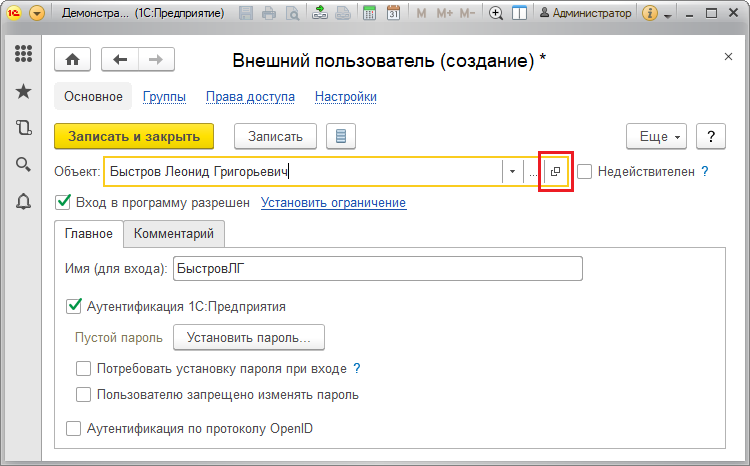 Демонстра... (1С:Предприятие) M M+ M- Администратор
Внешний пользователь (создание) *
Основное Группы Права доступа Настройки
Записать и закрыть Записать Еще ?
Объект: Быстров Леонид Григорьевич ... Недействителен ?
Вход в программу разрешен Установить ограничение
Главное Комментарий
Имя (для входа): БыстровЛГ
Аутентификация 1С:Предприятия
Пустой пароль Установить пароль...
Потребовать установку пароля при входе ?
Пользователю запрещено изменять пароль
Аутентификация по протоколу OpenID